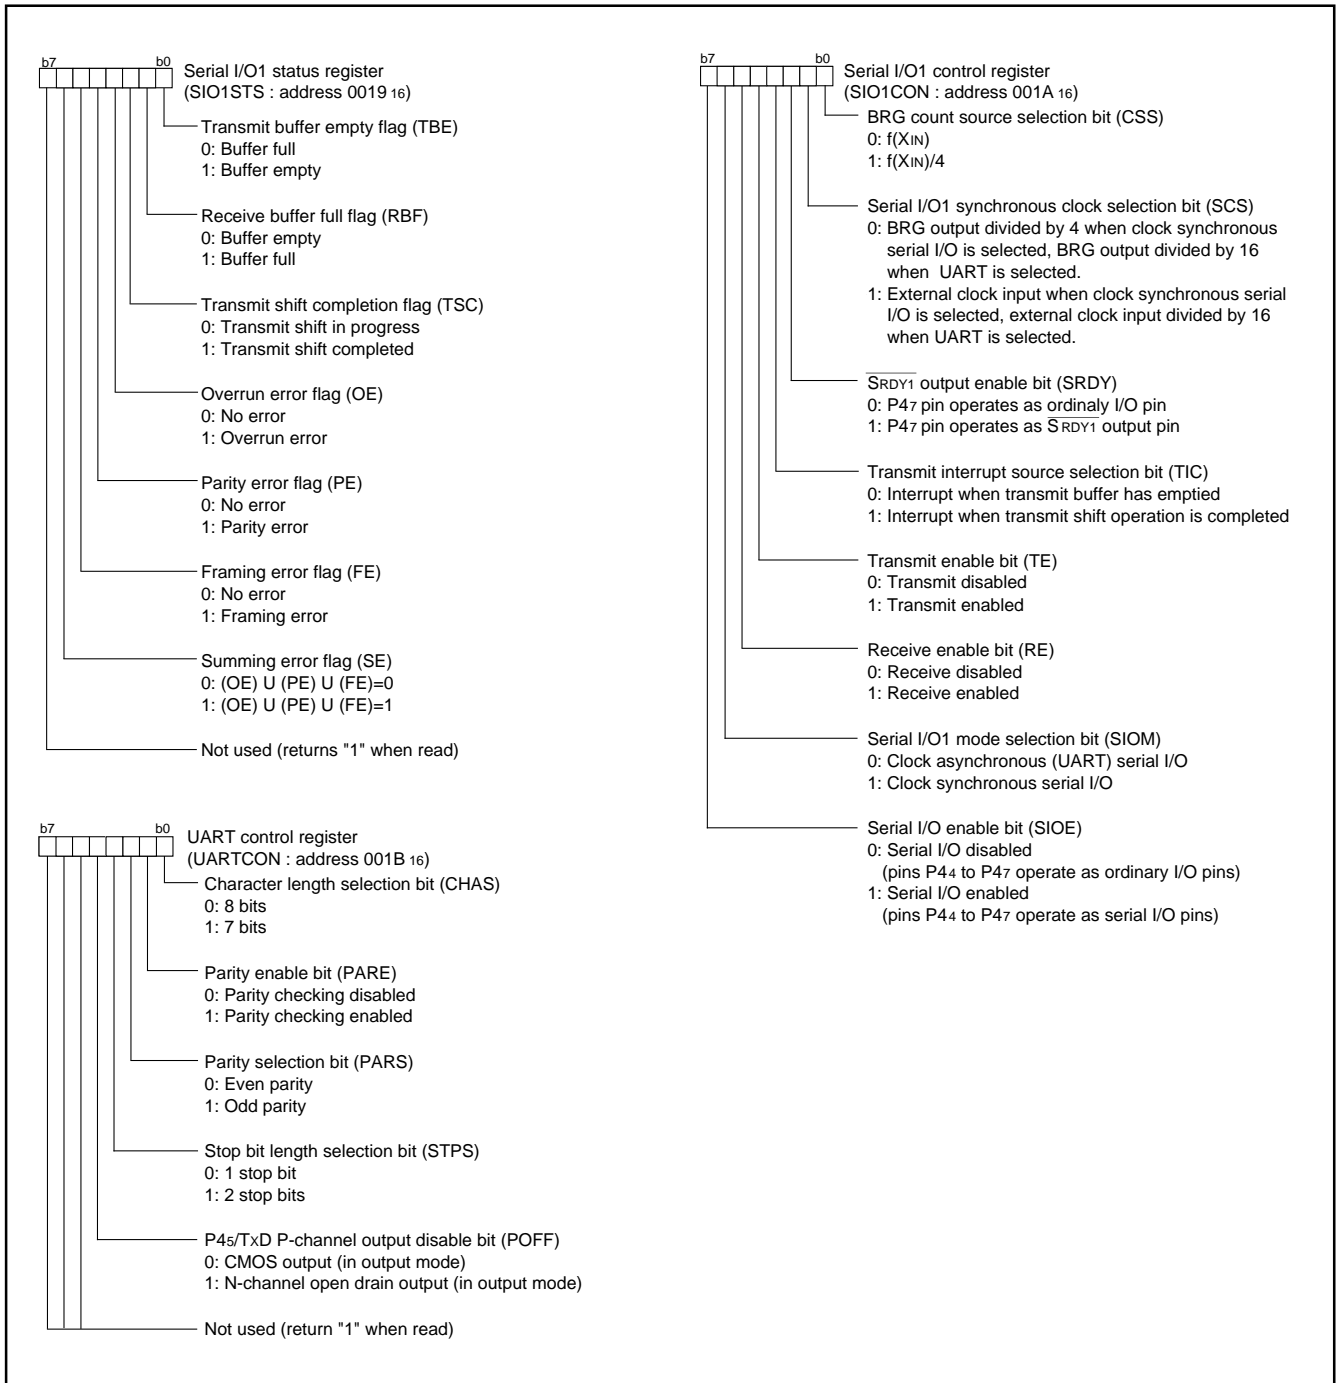 b7 b0
Serial I/O1 status register
(SIO1STS : address 0019 16)
Transmit buffer empty flag (TBE)
0: Buffer full
1: Buffer empty
Receive buffer full flag (RBF)
0: Buffer empty
1: Buffer full
Transmit shift completion flag (TSC)
0: Transmit shift in progress
1: Transmit shift completed
Overrun error flag (OE)
0: No error
1: Overrun error
Parity error flag (PE)
0: No error
1: Parity error
Framing error flag (FE)
0: No error
1: Framing error
Summing error flag (SE)
0: (OE) U (PE) U (FE)=0
1: (OE) U (PE) U (FE)=1
Not used (returns "1" when read)
b7 b0
UART control register
(UARTCON : address 001B 16)
Character length selection bit (CHAS)
0: 8 bits
1: 7 bits
Parity enable bit (PARE)
0: Parity checking disabled
1: Parity checking enabled
Parity selection bit (PARS)
0: Even parity
1: Odd parity
Stop bit length selection bit (STPS)
0: 1 stop bit
1: 2 stop bits
P45/TxD P-channel output disable bit (POFF)
0: CMOS output (in output mode)
1: N-channel open drain output (in output mode)
Not used (return "1" when read)
b7 b0
Serial I/O1 control register
(SIO1CON : address 001A 16)
BRG count source selection bit (CSS)
0: f(XIN)
1: f(XIN)/4
Serial I/O1 synchronous clock selection bit (SCS)
0: BRG output divided by 4 when clock synchronous
serial I/O is selected, BRG output divided by 16
when UART is selected.
1: External clock input when clock synchronous serial
I/O is selected, external clock input divided by 16
when UART is selected.
SRDY1 output enable bit (SRDY)
0: P47 pin operates as ordinaly I/O pin
1: P47 pin operates as SRDY1 output pin
Transmit interrupt source selection bit (TIC)
0: Interrupt when transmit buffer has emptied
1: Interrupt when transmit shift operation is completed
Transmit enable bit (TE)
0: Transmit disabled
1: Transmit enabled
Receive enable bit (RE)
0: Receive disabled
1: Receive enabled
Serial I/O1 mode selection bit (SIOM)
0: Clock asynchronous (UART) serial I/O
1: Clock synchronous serial I/O
Serial I/O enable bit (SIOE)
0: Serial I/O disabled
(pins P44 to P47 operate as ordinary I/O pins)
1: Serial I/O enabled
(pins P44 to P47 operate as serial I/O pins)